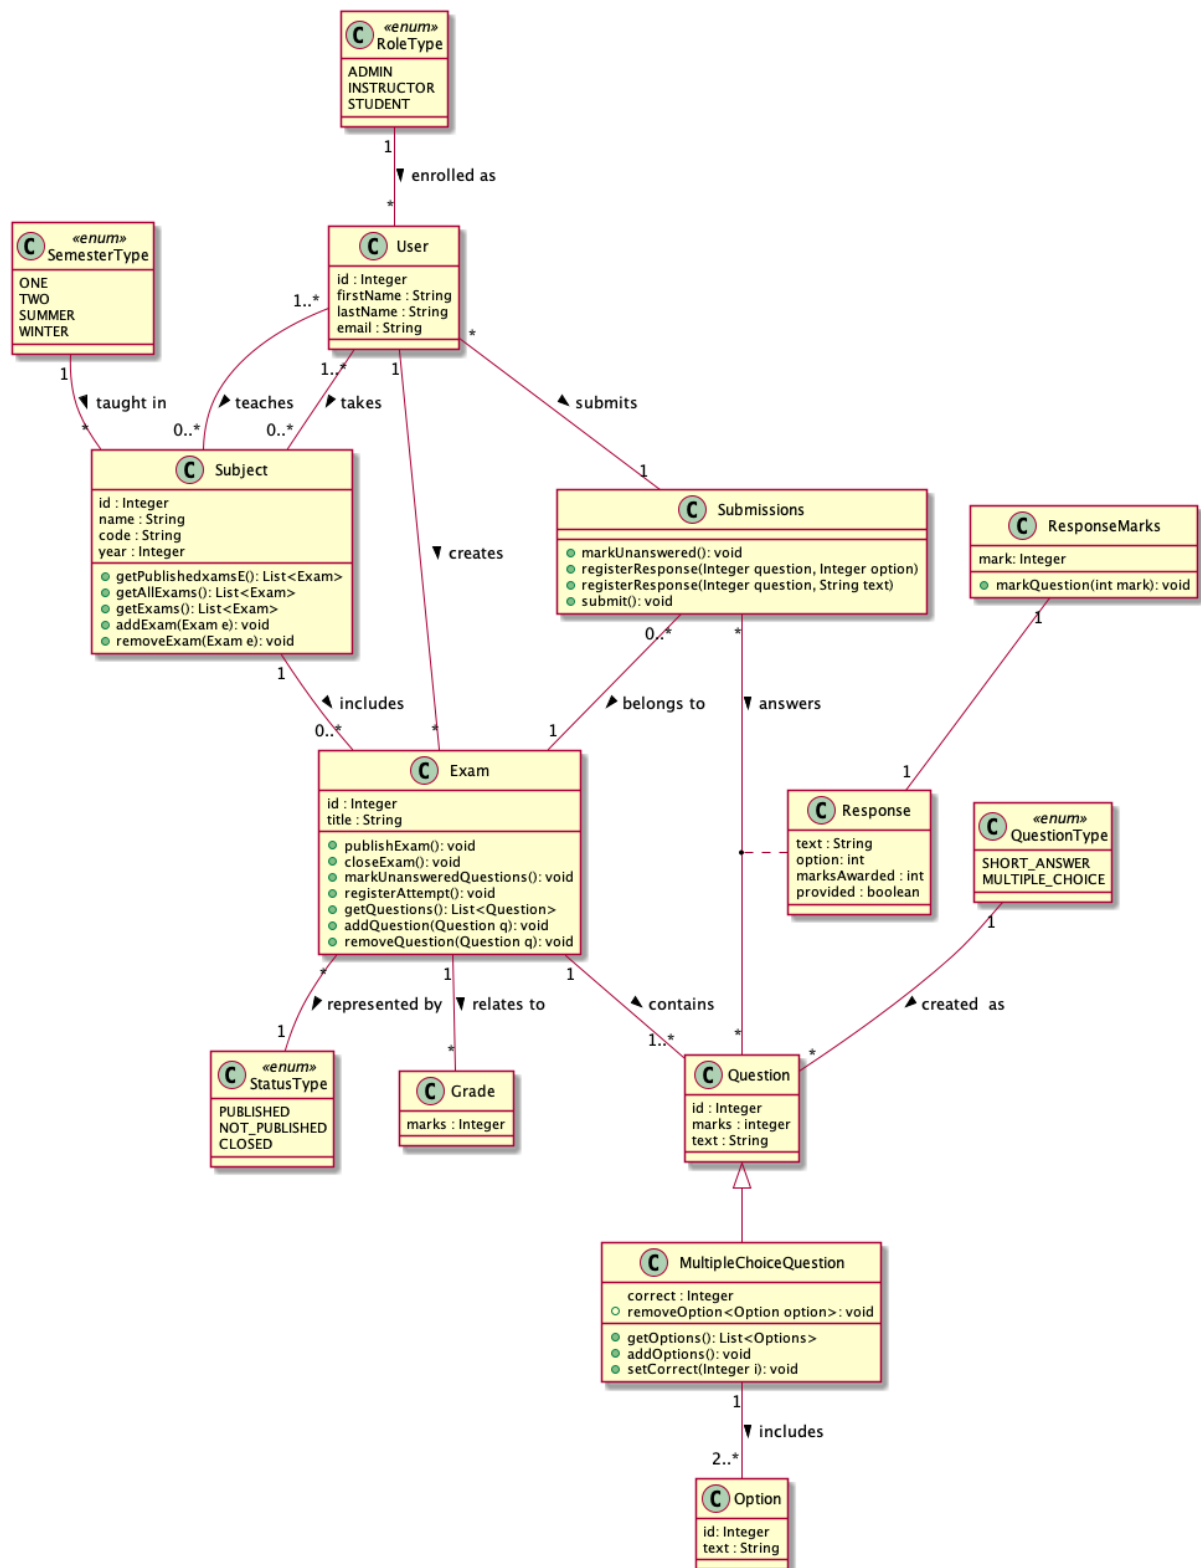 C «enum»
RoleType
ADMIN
INSTRUCTOR
STUDENT
1
enrolled as
*
C «enum»
SemesterType
ONE
TWO
SUMMER
WINTER
C User
id : Integer
firstName : String
lastName : String
email : String
1..*
*
1
1..*
1
taught in
teaches
takes
submits
*
0..*
0..*
1
C Subject
id : Integer
name : String
code : String
year : Integer
getPublishedxamsE(): List<Exam>
getAllExams(): List<Exam>
getExams(): List<Exam>
addExam(Exam e): void
removeExam(Exam e): void
creates
C Submissions
markUnanswered(): void
registerResponse(Integer question, Integer option)
registerResponse(Integer question, String text)
submit(): void
C ResponseMarks
mark: Integer
markQuestion(int mark): void
1
0..*
*
1
includes
belongs to
answers
0..*
*
1
1
C Exam
id : Integer
title : String
publishExam(): void
closeExam(): void
markUnansweredQuestions(): void
registerAttempt(): void
getQuestions(): List<Question>
addQuestion(Question q): void
removeQuestion(Question q): void
C Response
text : String
option: int
marksAwarded : int
provided : boolean
C «enum»
QuestionType
SHORT_ANSWER
MULTIPLE_CHOICE
*
1
1
1
represented by
relates to
contains
created as
1
*
1..*
*
*
C «enum»
StatusType
PUBLISHED
NOT_PUBLISHED
CLOSED
C Grade
marks : Integer
C Question
id : Integer
marks : integer
text : String
C MultipleChoiceQuestion
correct : Integer
removeOption<Option option>: void
getOptions(): List<Options>
addOptions(): void
setCorrect(Integer i): void
1
includes
2..*
C Option
id: Integer
text : String